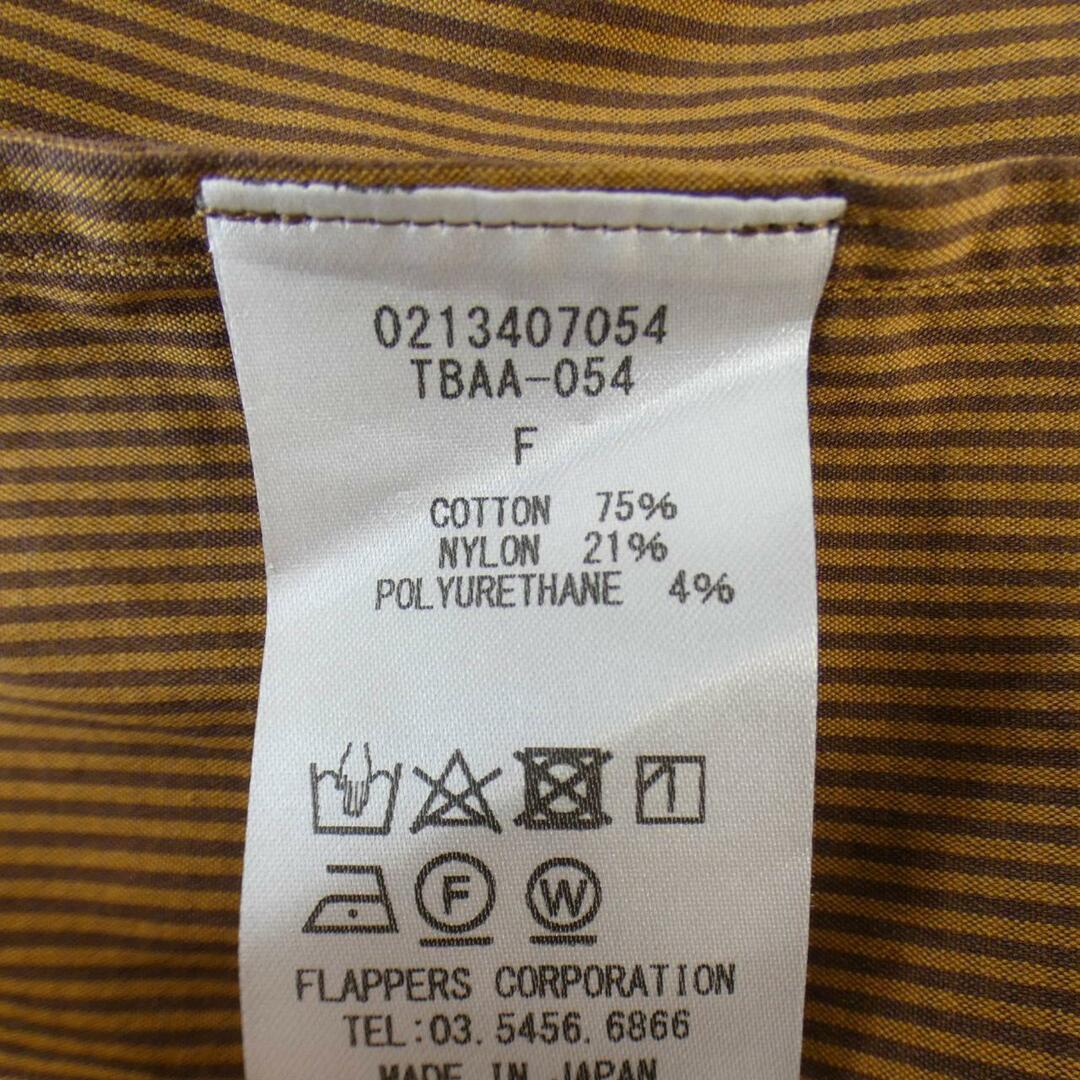 0213407054
TBAA-054
F
COTTON 75%
NYLON 21%
POLYURETHANE 4%
F W
FLAPPERS CORPORATION
TEL:03.5456.6866
MADE IN JAPAN